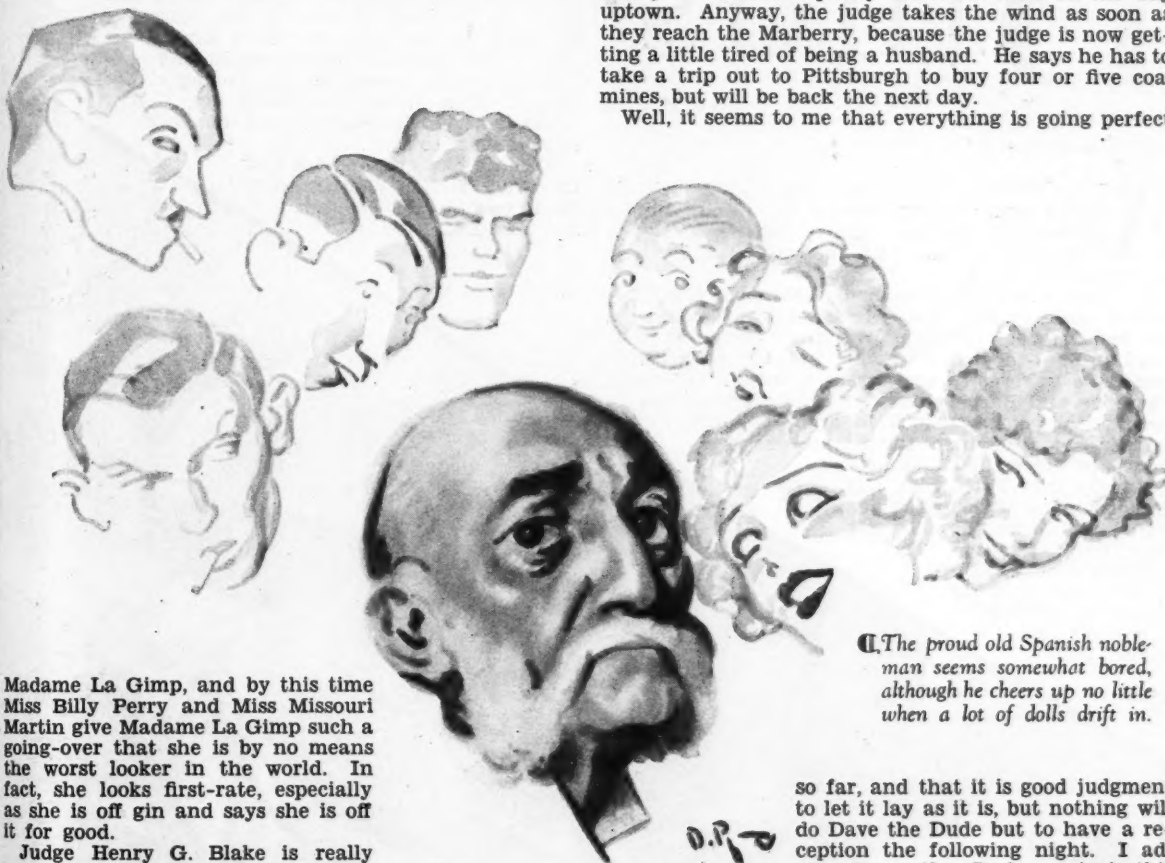 Madame La Gimp, and by this time
Miss Billy Perry and Miss Missouri
Martin give Madame La Gimp such a
going-over that she is by no means
the worst looker in the world. In
fact, she looks first-rate, especially
as she is off gin and says she is off
it for good.
Judge Henry G. Blake is really
uptown. Anyway, the judge takes the wind as soon as
they reach the Marberry, because the judge is now get-
ting a little tired of being a husband. He says he has to
take a trip out to Pittsburgh to buy four or five coa
mines, but will be back the next day.
Well, it seems to me that everything is going perfect
The proud old Spanish noble-
man seems somewhat bored,
although he cheers up no little
when a lot of dolls drift in.
so far, and that it is good judgmen
to let it lay as it is, but nothing wil
do Dave the Dude but to have a re
ception the following night. I ad